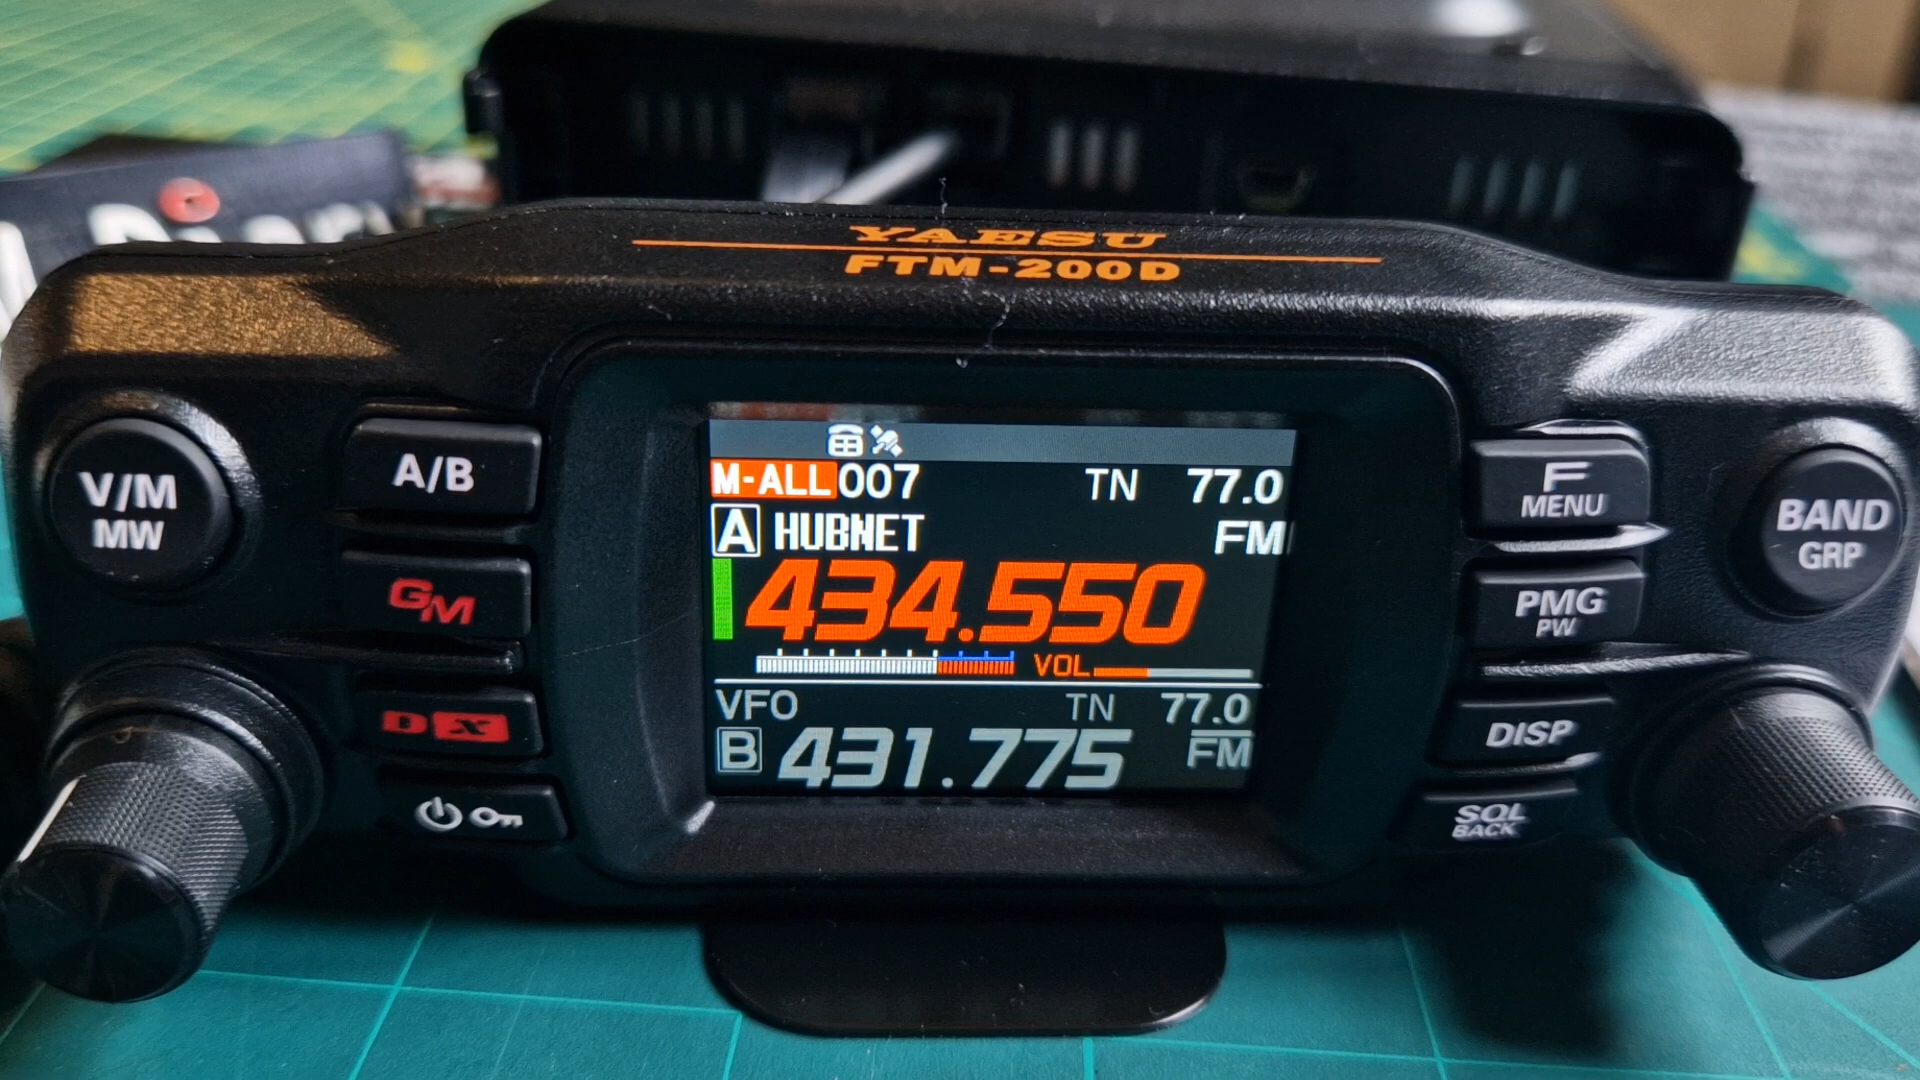 YAESU
FTM-200D
V/M
MW
A/B
GM
DX
F
MENU
PMG
PW
DISP
SQL
BACK
BAND
GRP
M-ALL 007 TN 77.0
A HUBNET FM
434.550
VOL
VFO TN 77.0
B 431.775 FM